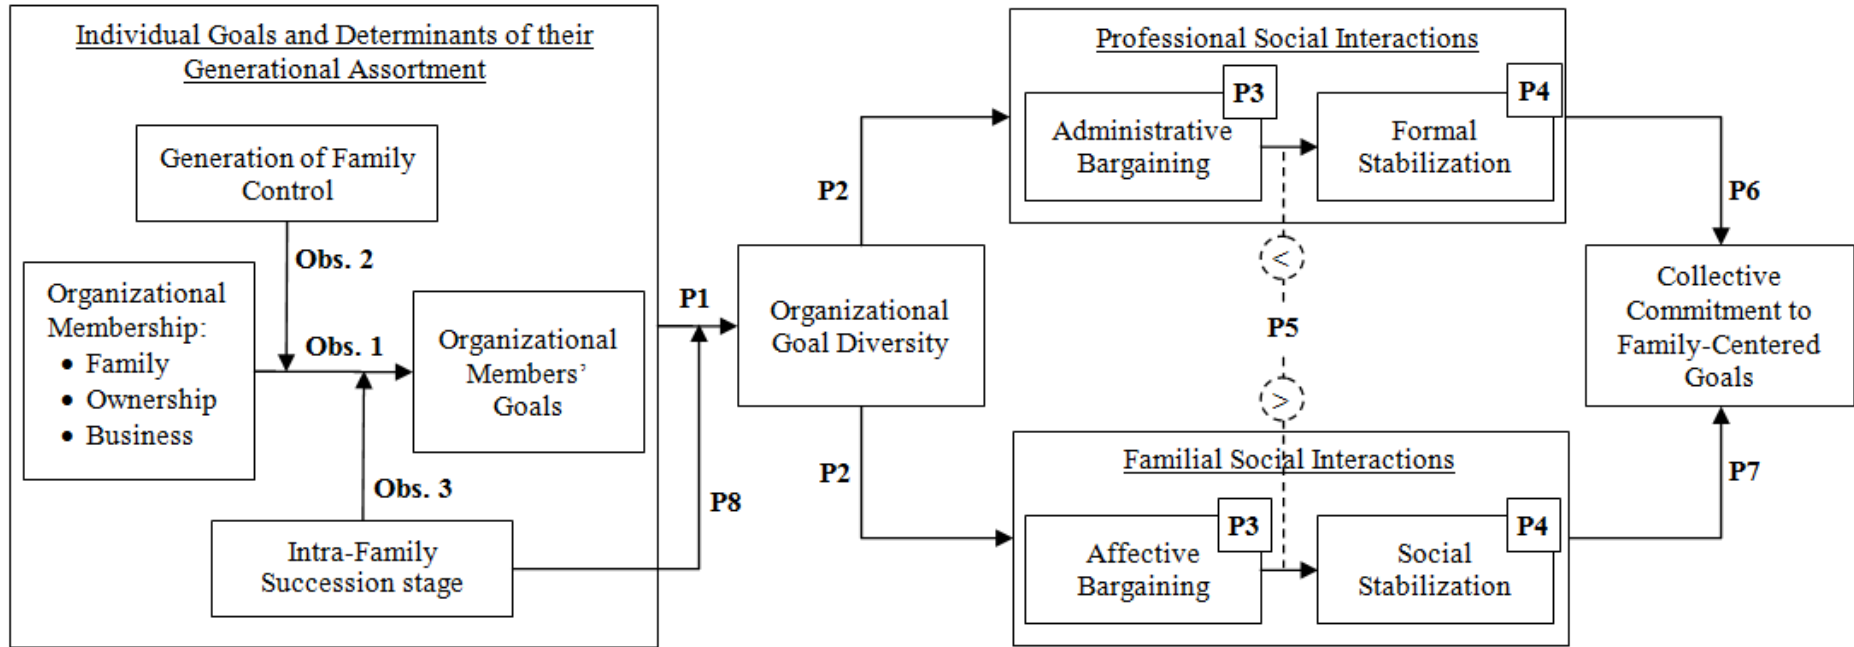 Individual Goals and Determinants of their
Generational Assortment
Generation of Family
Control
Obs. 2
Organizational
Membership:
• Family
• Ownership
• Business
Obs. 1
Organizational
Members’
Goals
Obs. 3
Intra-Family
Succession stage
P1
P8
Organizational
Goal Diversity
P2
P2
Professional Social Interactions
Administrative
Bargaining
P3
Formal
Stabilization
P4
<
P5
>
Familial Social Interactions
Affective
Bargaining
P3
Social
Stabilization
P4
P6
Collective
Commitment to
Family-Centered
Goals
P7